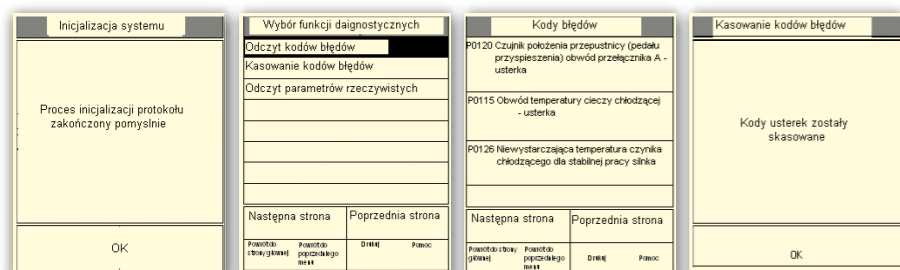 Inicjalizacja systemu
Proces inicjalizacji protokołu
zakończony pomyslnie
OK
Wybór funkcji daignostycznych
Odczyt kodów błędów
Kasowanie kodów błędów
Odczyt parametrów rzeczywistych
Następna strona
Poprzednia strona
Powrót do
strony głównej
Powrót do
poprzedniego
menu
Drukuj
Pomoc
Kody błędów
P0120 Czujnik położenia przepustnicy (pedału
przyspieszenia) obwód przełącznika A -
usterka
P0115 Obwód temperatury cieczy chłodzącej
- usterka
P0126 Niewystarczająca temperatura czynika
chłodzącego dla stabilnej pracy silnka
Następna strona
Poprzednia strona
Powrót do strony
głównej
Powrót do
poprzedniego
menu
Drukuj
Pomoc
Kasowanie kodów błędów
Kody usterek zostały
skasowane
OK